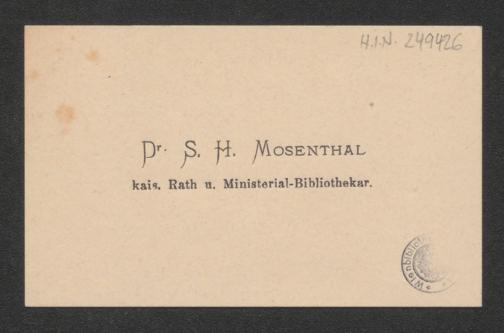 H.I.N. 249426
Dr. S. H. Mosenthal
kais. Rath u. Ministerial-Bibliothekar.